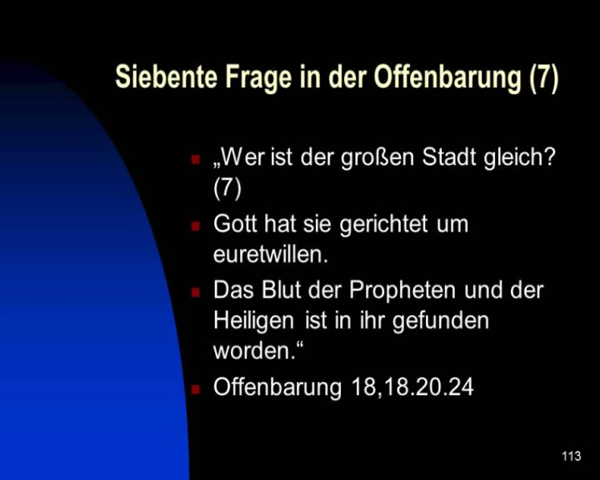 Siebente Frage in der Offenbarung (7)
„Wer ist der großen Stadt gleich?
(7)
Gott hat sie gerichtet um
euretwillen.
Das Blut der Propheten und der
Heiligen ist in ihr gefunden
worden.“
Offenbarung 18,18.20.24
113